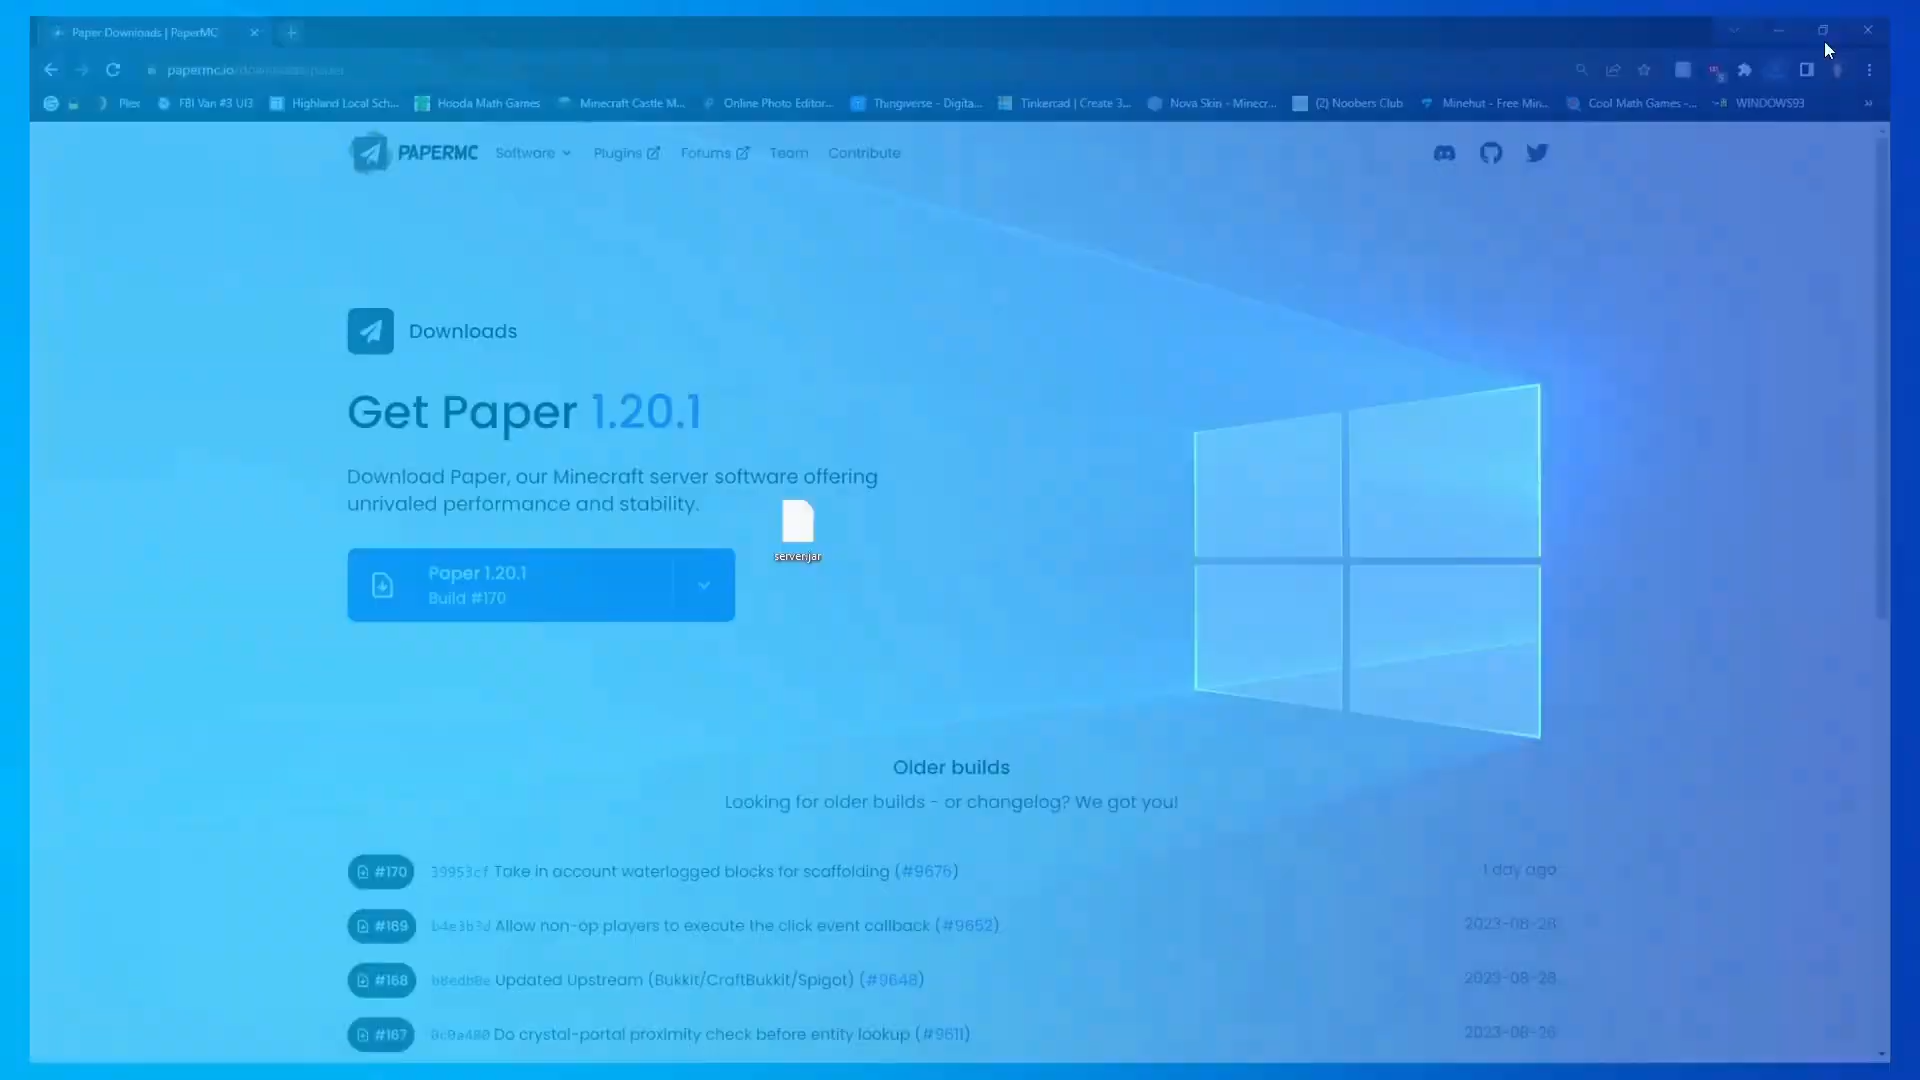 Paper Downloads | PaperMC
papermc.io/downloads/paper
Plex
FBI Van #3 UI3
Highland Local Sch...
Hooda Math Games
Minecraft Castle M...
Online Photo Editor...
Thingiverse - Digita...
Tinkercad | Create 3...
Nova Skin - Minecr...
(2) Noobers Club
Minehut - Free Min...
Cool Math Games -...
WINDOWS93
PAPERMC
Software
Plugins
Forums
Team
Contribute
Downloads
Get Paper 1.20.1
Download Paper, our Minecraft server software offering
unrivaled performance and stability.
server.jar
Paper 1.20.1
Build #170
Older builds
Looking for older builds - or changelog? We got you!
#170 39953cf Take in account waterlogged blocks for scaffolding (#9676) 1 day ago
#169 Allow non-op players to execute the click event callback (#9652) 2023-08-28
#168 Updated Upstream (Bukkit/CraftBukkit/Spigot) (#9648) 2023-08-28
#167 Do crystal-portal proximity check before entity lookup (#9611) 2023-08-26